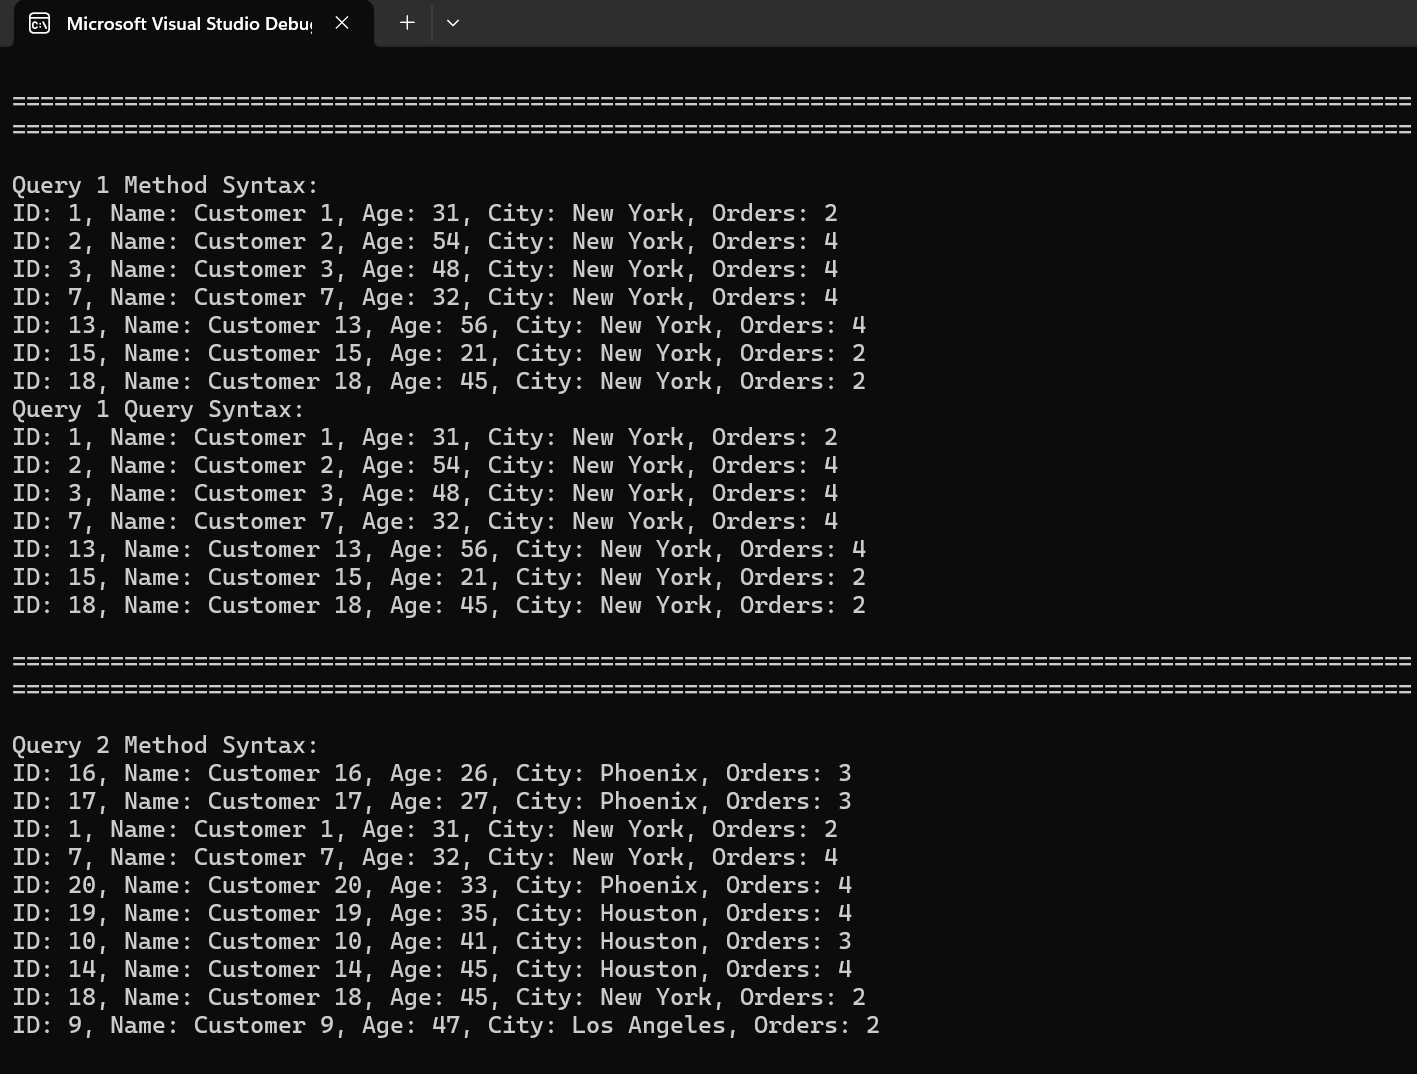 Microsoft Visual Studio Debug
====================================================================================================
====================================================================================================
Query 1 Method Syntax:
ID: 1, Name: Customer 1, Age: 31, City: New York, Orders: 2
ID: 2, Name: Customer 2, Age: 54, City: New York, Orders: 4
ID: 3, Name: Customer 3, Age: 48, City: New York, Orders: 4
ID: 7, Name: Customer 7, Age: 32, City: New York, Orders: 4
ID: 13, Name: Customer 13, Age: 56, City: New York, Orders: 4
ID: 15, Name: Customer 15, Age: 21, City: New York, Orders: 2
ID: 18, Name: Customer 18, Age: 45, City: New York, Orders: 2
Query 1 Query Syntax:
ID: 1, Name: Customer 1, Age: 31, City: New York, Orders: 2
ID: 2, Name: Customer 2, Age: 54, City: New York, Orders: 4
ID: 3, Name: Customer 3, Age: 48, City: New York, Orders: 4
ID: 7, Name: Customer 7, Age: 32, City: New York, Orders: 4
ID: 13, Name: Customer 13, Age: 56, City: New York, Orders: 4
ID: 15, Name: Customer 15, Age: 21, City: New York, Orders: 2
ID: 18, Name: Customer 18, Age: 45, City: New York, Orders: 2
====================================================================================================
====================================================================================================
Query 2 Method Syntax:
ID: 16, Name: Customer 16, Age: 26, City: Phoenix, Orders: 3
ID: 17, Name: Customer 17, Age: 27, City: Phoenix, Orders: 3
ID: 1, Name: Customer 1, Age: 31, City: New York, Orders: 2
ID: 7, Name: Customer 7, Age: 32, City: New York, Orders: 4
ID: 20, Name: Customer 20, Age: 33, City: Phoenix, Orders: 4
ID: 19, Name: Customer 19, Age: 35, City: Houston, Orders: 4
ID: 10, Name: Customer 10, Age: 41, City: Houston, Orders: 3
ID: 14, Name: Customer 14, Age: 45, City: Houston, Orders: 4
ID: 18, Name: Customer 18, Age: 45, City: New York, Orders: 2
ID: 9, Name: Customer 9, Age: 47, City: Los Angeles, Orders: 2